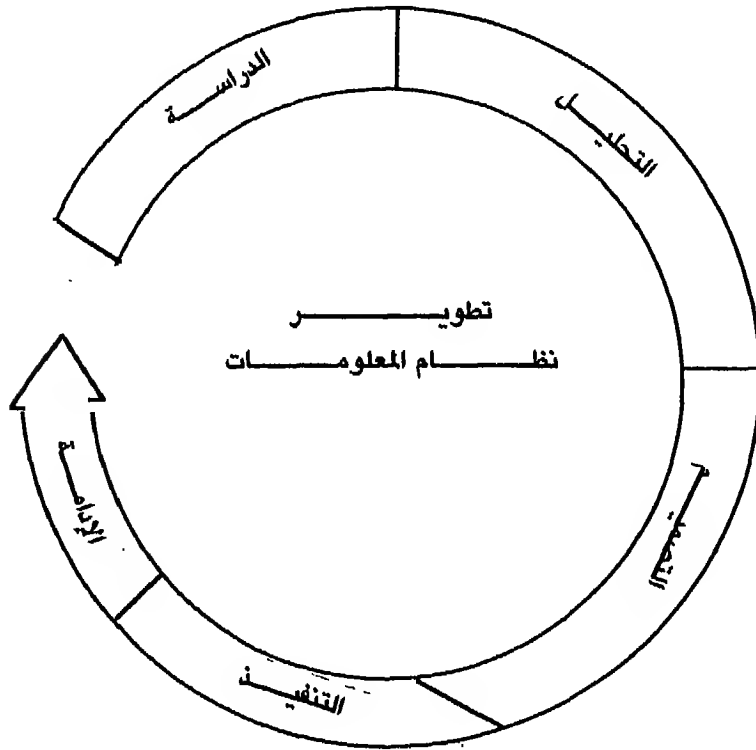 الدراسة
التحليل
تطوير
نظام المعلومات
التصميم
التنفيذ
الإدامة